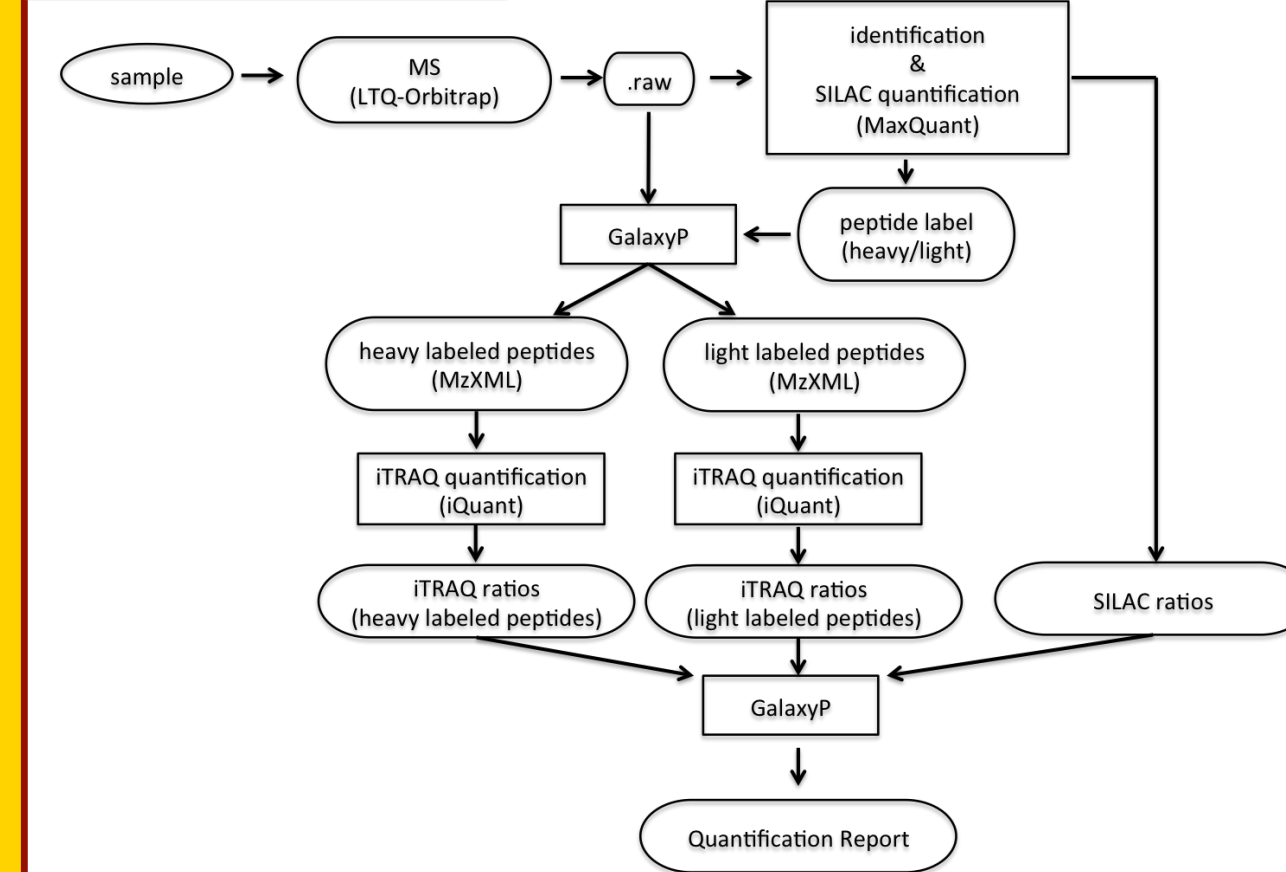 sample
MS
(LTQ-Orbitrap)
.raw
identification
&
SILAC quantification
(MaxQuant)
peptide label
(heavy/light)
GalaxyP
heavy labeled peptides
(MzXML)
light labeled peptides
(MzXML)
iTRAQ quantification
(iQuant)
iTRAQ quantification
(iQuant)
iTRAQ ratios
(heavy labeled peptides)
iTRAQ ratios
(light labeled peptides)
SILAC ratios
GalaxyP
Quantification Report